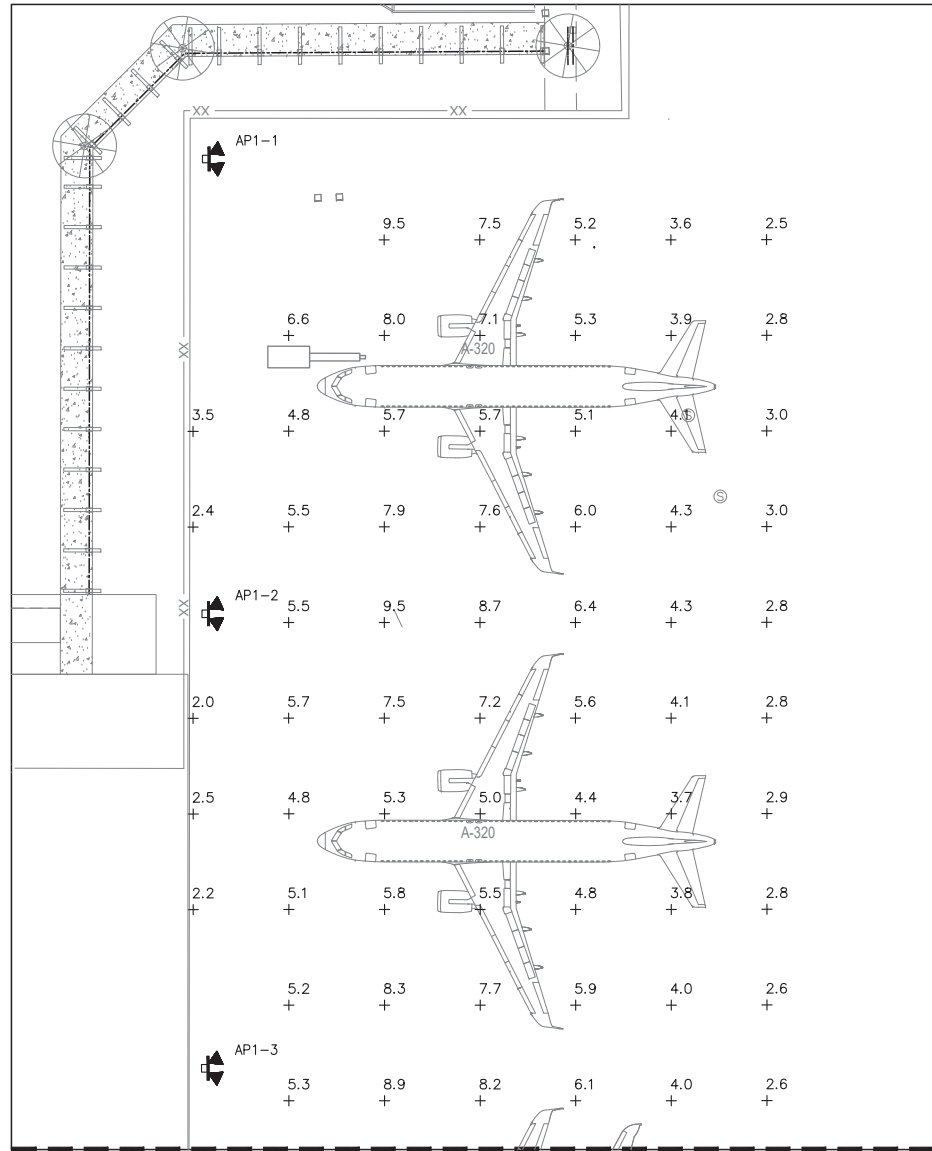 XX XX
AP1-1
9.5 7.5 5.2 3.6 2.5
6.6 8.0 7.1 5.3 3.9 2.8
A-320
XX
3.5 4.8 5.7 5.7 5.1 4.1 3.0
S
S
2.4 5.5 7.9 7.6 6.0 4.3 3.0
AP1-2
XX
5.5 9.5 8.7 6.4 4.3 2.8
2.0 5.7 7.5 7.2 5.6 4.1 2.8
2.5 4.8 5.3 5.0 4.4 3.7 2.9
A-320
2.2 5.1 5.8 5.5 4.8 3.8 2.8
5.2 8.3 7.7 5.9 4.0 2.6
AP1-3
5.3 8.9 8.2 6.1 4.0 2.6